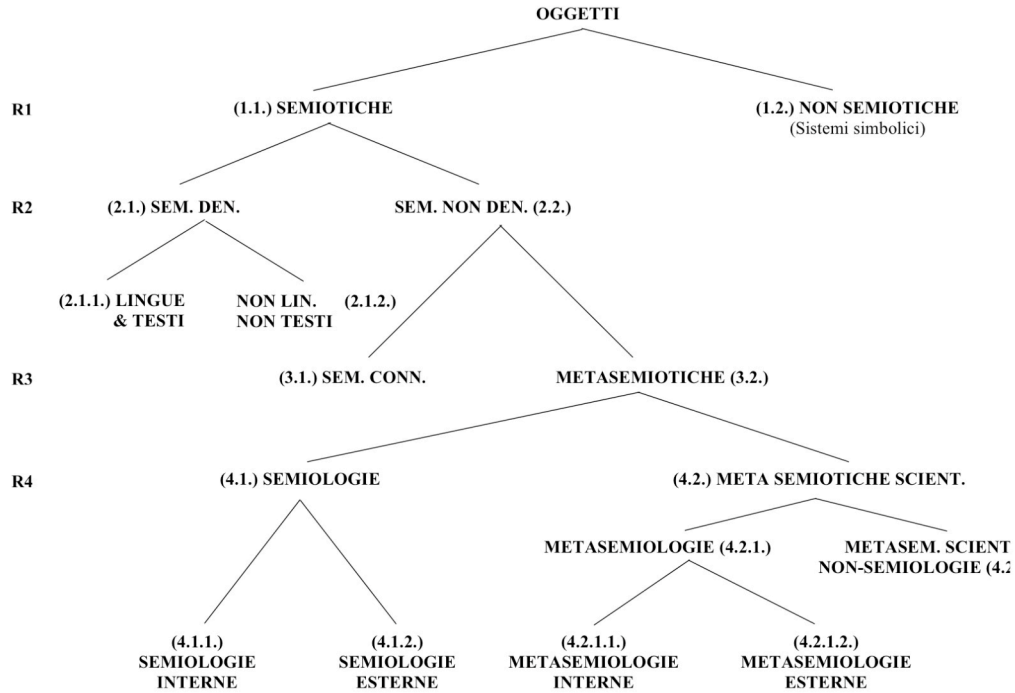 OGGETTI
R1 (1.1.) SEMIOTICHE (1.2.) NON SEMIOTICHE
(Sistemi simbolici)
R2 (2.1.) SEM. DEN. SEM. NON DEN. (2.2.)
(2.1.1.) LINGUE NON LIN. (2.1.2.)
& TESTI NON TESTI
R3 (3.1.) SEM. CONN. METASEMIOTICHE (3.2.)
R4 (4.1.) SEMIOLOGIE (4.2.) META SEMIOTICHE SCIENT.
METASEMIOLOGIE (4.2.1.) METASEM. SCIENT
NON-SEMIOLOGIE (4.2
(4.1.1.) (4.1.2.) (4.2.1.1.) (4.2.1.2.)
SEMIOLOGIE SEMIOLOGIE METASEMIOLOGIE METASEMIOLOGIE
INTERNE ESTERNE INTERNE ESTERNE